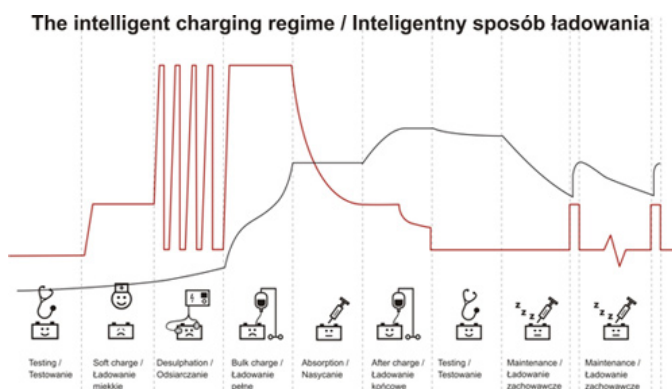 The intelligent charging regime / Inteligentny sposób ładowania
z z z
z z z
Testing /
Testowanie
Soft charge /
Ładowanie
miękkie
Desulphation /
Odsiarczanie
Bulk charge /
Ładowanie
pełne
Absorption /
Nasycanie
After charge /
Ładowanie
końcowe
Testing /
Testowanie
Maintenance /
Ładowanie
zachowawcze
Maintenance /
Ładowanie
zachowawcze